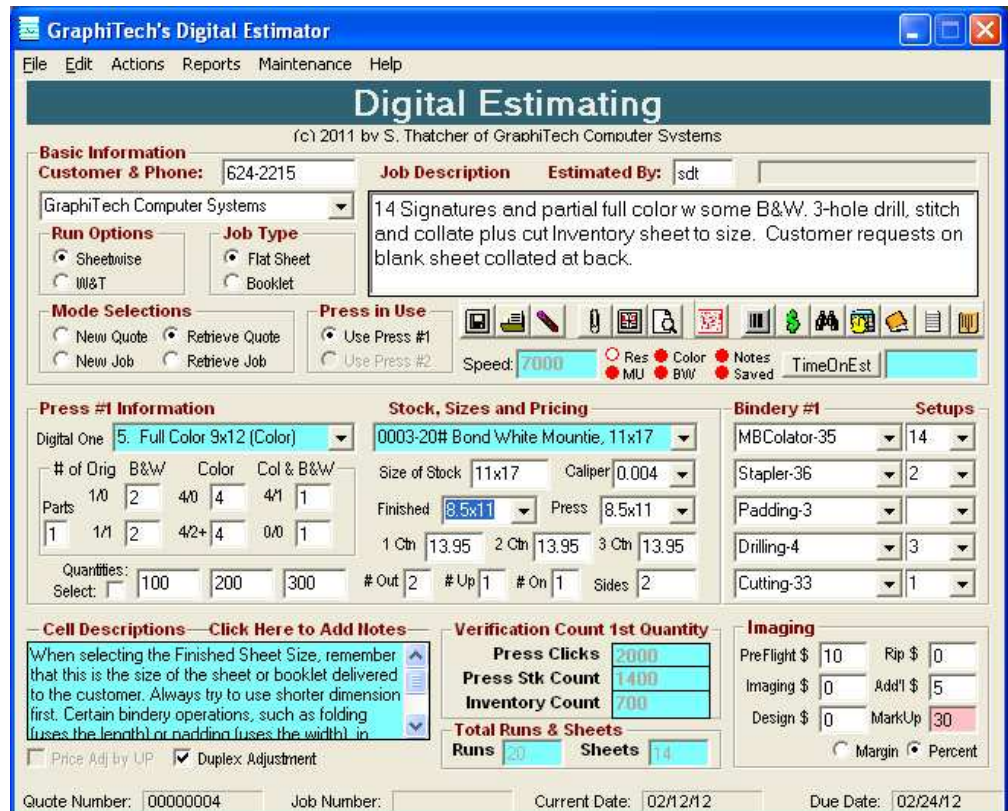 GraphiTech's Digital Estimator
File Edit Actions Reports Maintenance Help
Digital Estimating
(c) 2011 by S. Thatcher of GraphiTech Computer Systems
Basic Information
Customer & Phone: 624-2215 Job Description Estimated By: sdt
GraphiTech Computer Systems
14 Signatures and partial full color w some B&W. 3-hole drill, stitch
and collate plus cut Inventory sheet to size. Customer requests on
blank sheet collated at back.
Run Options Job Type
Sheetwise Flat Sheet
W&T Booklet
Mode Selections Press in Use
New Quote Retrieve Quote Use Press #1
New Job Retrieve Job Use Press #2
Speed: 7000 Res Color Notes
MU BW Saved TimeOnEst
Press #1 Information Stock, Sizes and Pricing Bindery #1 Setups
Digital One 5. Full Color 9x12 (Color) 0003-20# Bond White Mountie, 11x17 MBColator-35 14
# of Orig B&W Color Col & B&W Size of Stock 11x17 Caliper 0.004 Stapler-36 2
Parts 1/0 2 4/0 4 4/1 1 Finished 8.5x11 Press 8.5x11 Padding-3
1 1/1 2 4/2+ 4 0/0 1 1 Ctn 13.95 2 Ctn 13.95 3 Ctn 13.95 Drilling-4 3
Quantities:
Select: 100 200 300 # Out 2 # Up 1 # On 1 Sides 2 Cutting-33 1
Cell Descriptions Click Here to Add Notes Verification Count 1st Quantity Imaging
When selecting the Finished Sheet Size, remember
that this is the size of the sheet or booklet delivered
to the customer. Always try to use shorter dimension
first. Certain bindery operations, such as folding
(uses the length) or padding (uses the width), in
Press Clicks 2000
Press Stk Count 1400
Inventory Count 700
Total Runs & Sheets
Runs 20 Sheets 14
PreFlight $ 10 Rip $ 0
Imaging $ 0 Add'l $ 5
Design $ 0 MarkUp 30
Margin Percent
Price Adj by UP Duplex Adjustment
Quote Number: 00000004 Job Number: Current Date: 02/12/12 Due Date: 02/24/12